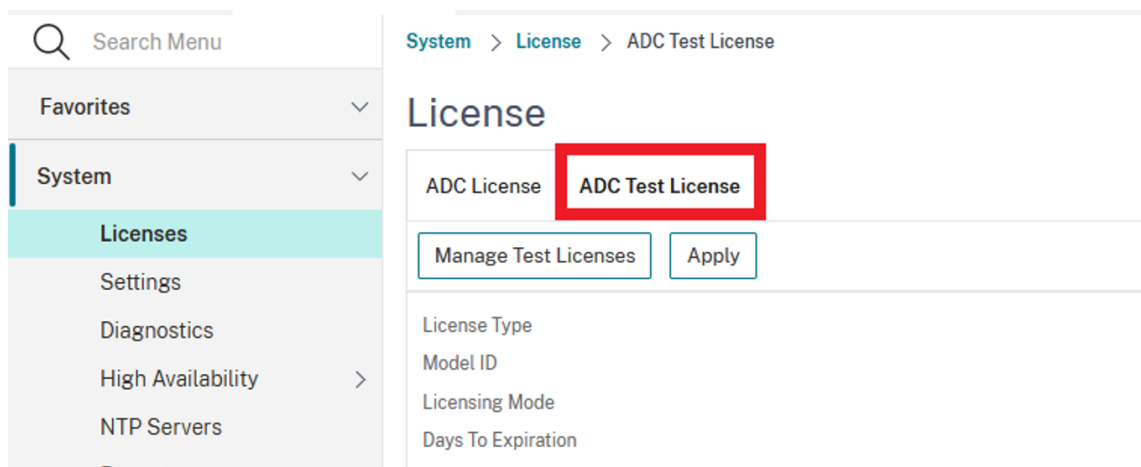 Search Menu
Favorites
System
Licenses
Settings
Diagnostics
High Availability
NTP Servers
System > License > ADC Test License
License
ADC License
ADC Test License
Manage Test Licenses
Apply
License Type
Model ID
Licensing Mode
Days To Expiration